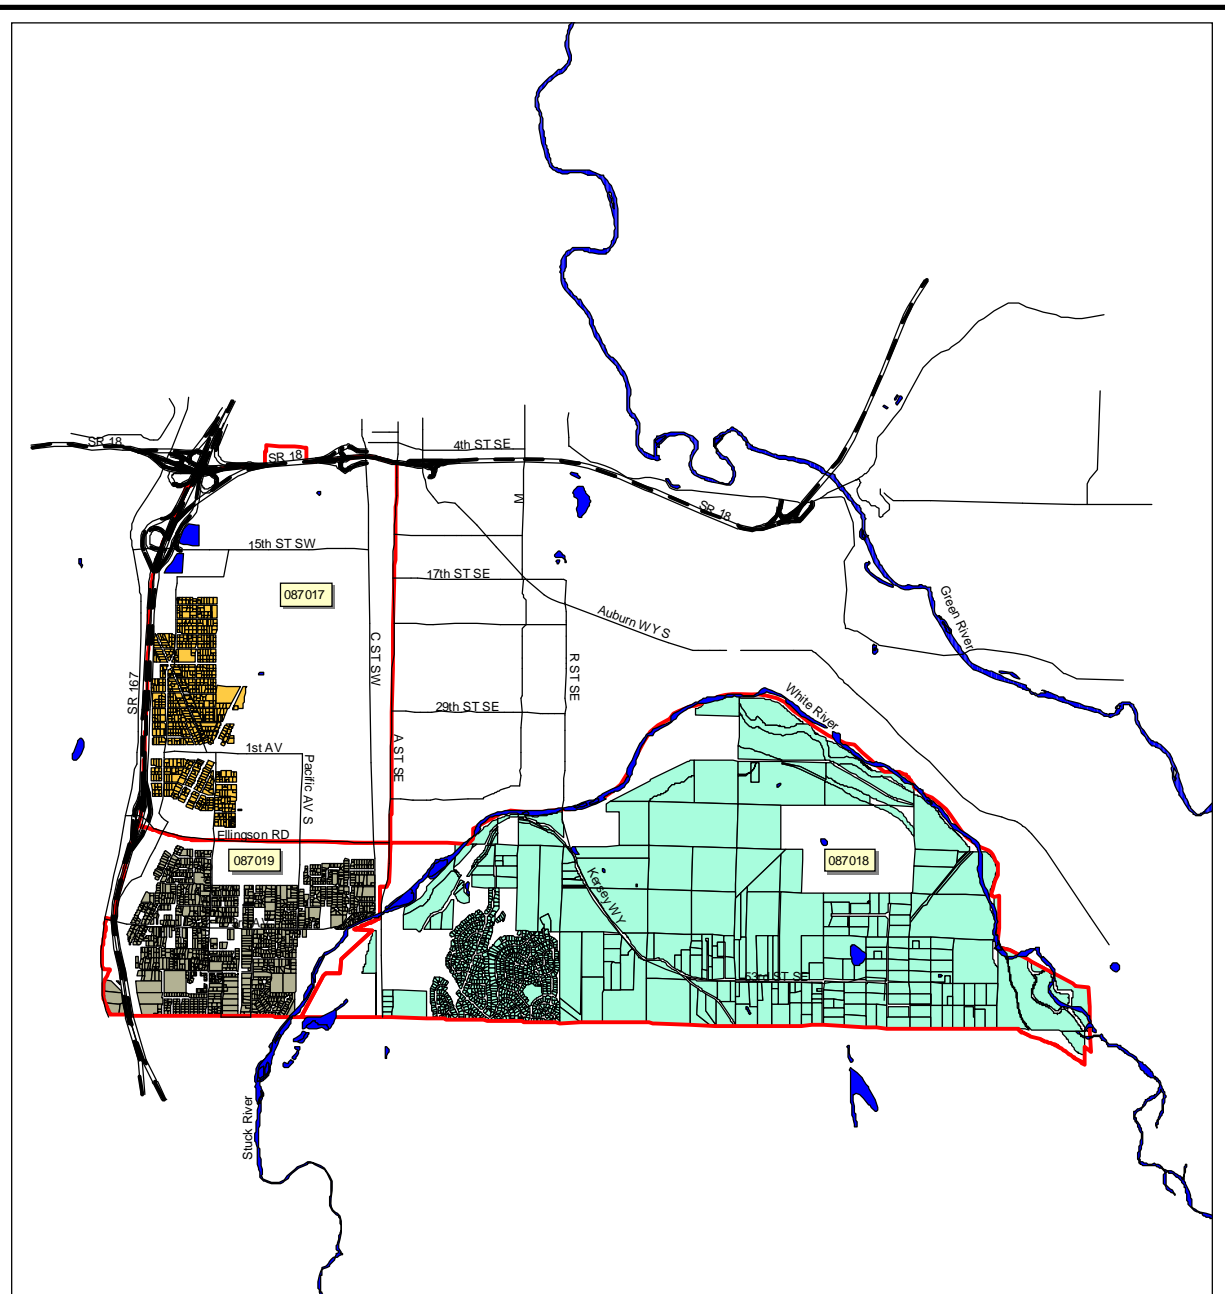 SR 18
SR 18
4th ST SE
M
SR 18
15th ST SW
17th ST SE
087017
Green River
Auburn WY S
C ST SW
R ST SE
SR 167
White River
29th ST SE
1st AV
A ST SE
Pacific AV S
Ellingson RD
087019
087018
Kersey WY
53rd ST SE
Stuck River